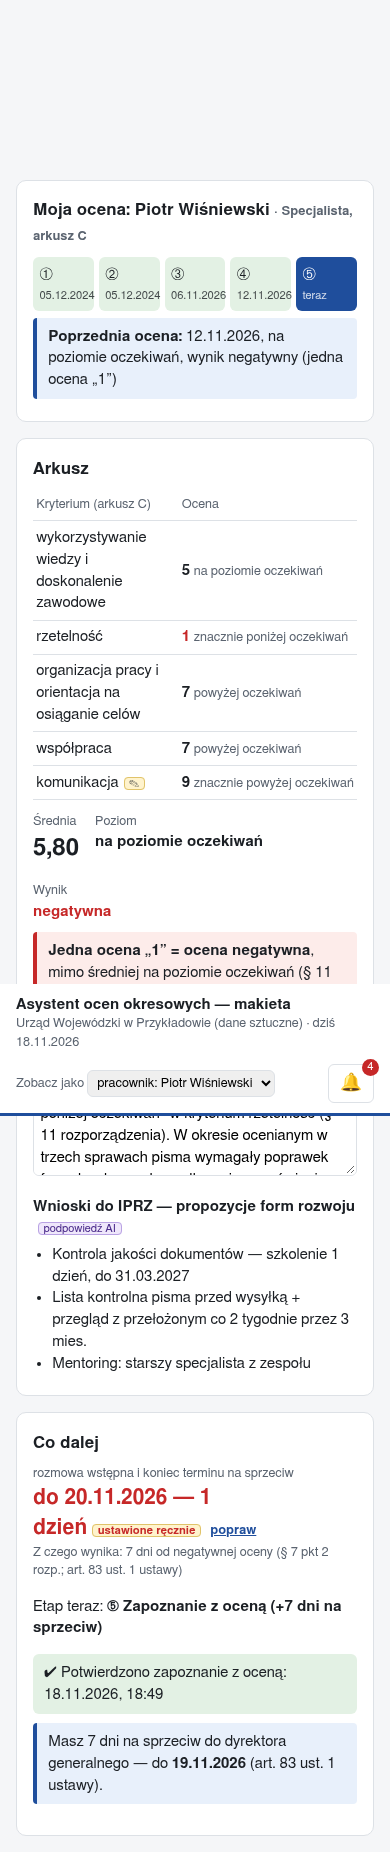 Moja ocena: Piotr Wiśniewski · Specjalista,
arkusz C
① ② ③ ④ ⑤
05.12.2024 05.12.2024 06.11.2026 12.11.2026 teraz
Poprzednia ocena: 12.11.2026, na
poziomie oczekiwań, wynik negatywny (jedna
ocena „1”)
Arkusz
Kryterium (arkusz C) Ocena
wykorzystywanie
wiedzy i
doskonalenie
zawodowe
5 na poziomie oczekiwań
rzetelność 1 znacznie poniżej oczekiwań
organizacja pracy i
orientacja na
osiąganie celów
7 powyżej oczekiwań
współpraca 7 powyżej oczekiwań
komunikacja ✎ 9 znacznie powyżej oczekiwań
Średnia Poziom
5,80 na poziomie oczekiwań
Wynik
negatywna
Jedna ocena „1” = ocena negatywna,
mimo średniej na poziomie oczekiwań (§ 11
Asystent ocen okresowych — makieta
Urząd Wojewódzki w Przykładowie (dane sztuczne) · dziś
18.11.2026
Zobacz jako pracownik: Piotr Wiśniewski 🔔 4
poniżej oczekiwań" w kryterium rzetelność (§
11 rozporządzenia). W okresie ocenianym w
trzech sprawach pisma wymagały poprawek
Wnioski do IPRZ — propozycje form rozwoju
podpowiedź AI
• Kontrola jakości dokumentów — szkolenie 1
dzień, do 31.03.2027
• Lista kontrolna pisma przed wysyłką +
przegląd z przełożonym co 2 tygodnie przez 3
mies.
• Mentoring: starszy specjalista z zespołu
Co dalej
rozmowa wstępna i koniec terminu na sprzeciw
do 20.11.2026 — 1
dzień ustawione ręcznie popraw
Z czego wynika: 7 dni od negatywnej oceny (§ 7 pkt 2
rozp.; art. 83 ust. 1 ustawy)
Etap teraz: ⑤ Zapoznanie z oceną (+7 dni na
sprzeciw)
✔ Potwierdzono zapoznanie z oceną:
18.11.2026, 18:49
Masz 7 dni na sprzeciw do dyrektora
generalnego — do 19.11.2026 (art. 83 ust. 1
ustawy).